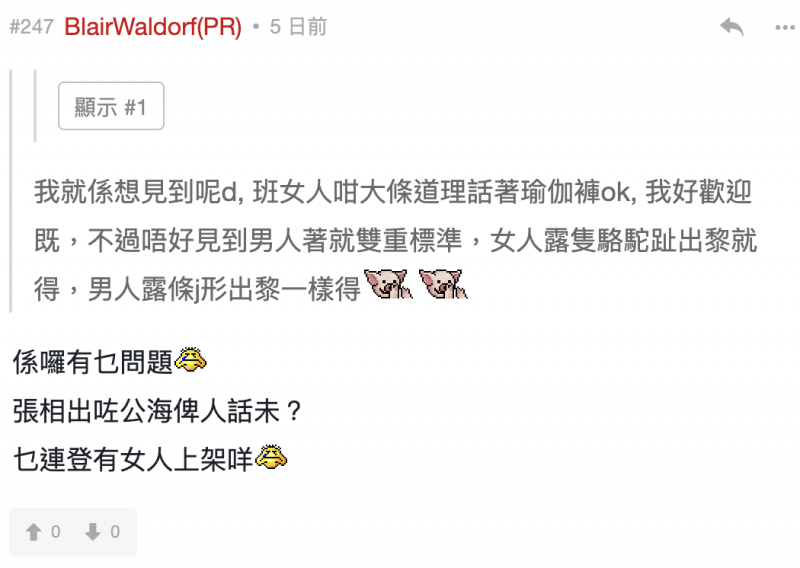 #247 BlairWaldorf(PR) • 5 日前
顯示 #1
我就係想見到呢d, 班女人咁大條道理話著瑜伽褲ok, 我好歡迎
既，不過唔好見到男人著就雙重標準，女人露隻駱駝趾出黎就
得，男人露條j形出黎一樣得
係囉有乜問題
張相出咗公海俾人話未？
乜連登有女人上架咩
0 0